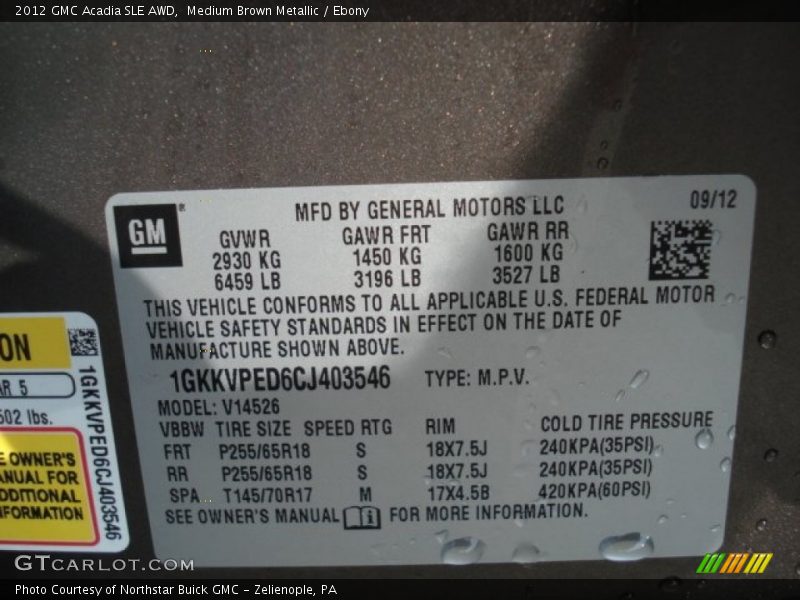 2012 GMC Acadia SLE AWD, Medium Brown Metallic / Ebony
GM
®
MFD BY GENERAL MOTORS LLC
09/12
GVWR GAWR FRT GAWR RR
2930 KG 1450 KG 1600 KG
6459 LB 3196 LB 3527 LB
THIS VEHICLE CONFORMS TO ALL APPLICABLE U.S. FEDERAL MOTOR
VEHICLE SAFETY STANDARDS IN EFFECT ON THE DATE OF
MANUFACTURE SHOWN ABOVE.
1GKKVPED6CJ403546 TYPE: M.P.V.
MODEL: V14526
VBBW TIRE SIZE SPEED RTG RIM COLD TIRE PRESSURE
FRT P255/65R18 S 18X7.5J 240KPA(35PSI)
RR P255/65R18 S 18X7.5J 240KPA(35PSI)
SPA T145/70R17 M 17X4.5B 420KPA(60PSI)
SEE OWNER'S MANUAL FOR MORE INFORMATION.
ON
AR 5
502 lbs.
E OWNER'S
ANUAL FOR
DDITIONAL
NFORMATION
1GKKVPED6CJ403546
GTCARLOT.COM
Photo Courtesy of Northstar Buick GMC - Zelienople, PA